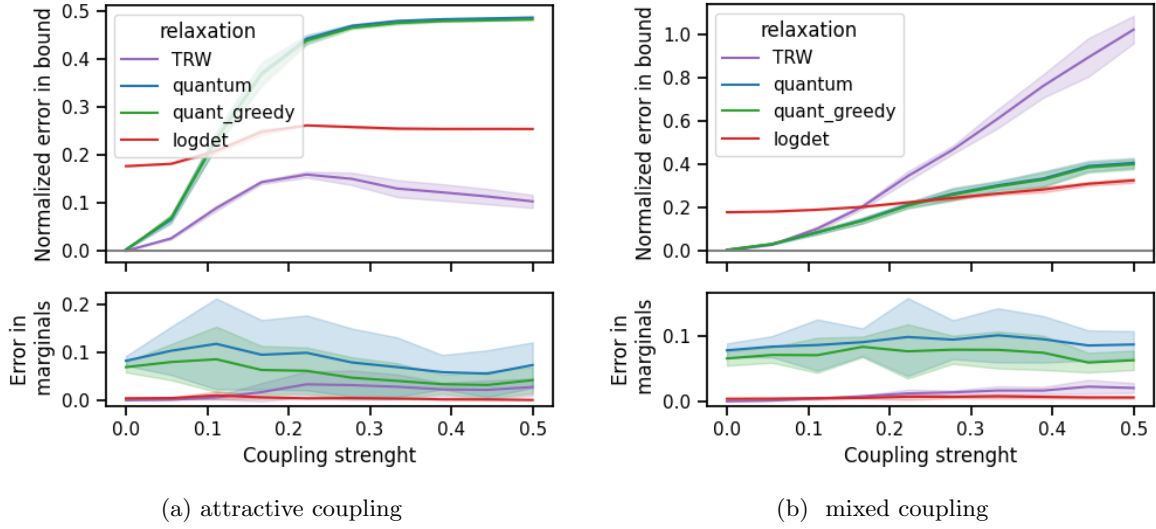 0.5
0.4
0.3
0.2
0.1
0.0
Normalized error in bound
relaxation
TRW
quantum
quant_greedy
logdet
0.2
0.1
0.0
Error in
marginals
0.0 0.1 0.2 0.3 0.4 0.5
Coupling strenght
(a) attractive coupling
1.0
0.8
0.6
0.4
0.2
0.0
Normalized error in bound
relaxation
TRW
quantum
quant_greedy
logdet
0.1
0.0
Error in
marginals
0.0 0.1 0.2 0.3 0.4 0.5
Coupling strenght
(b) mixed coupling